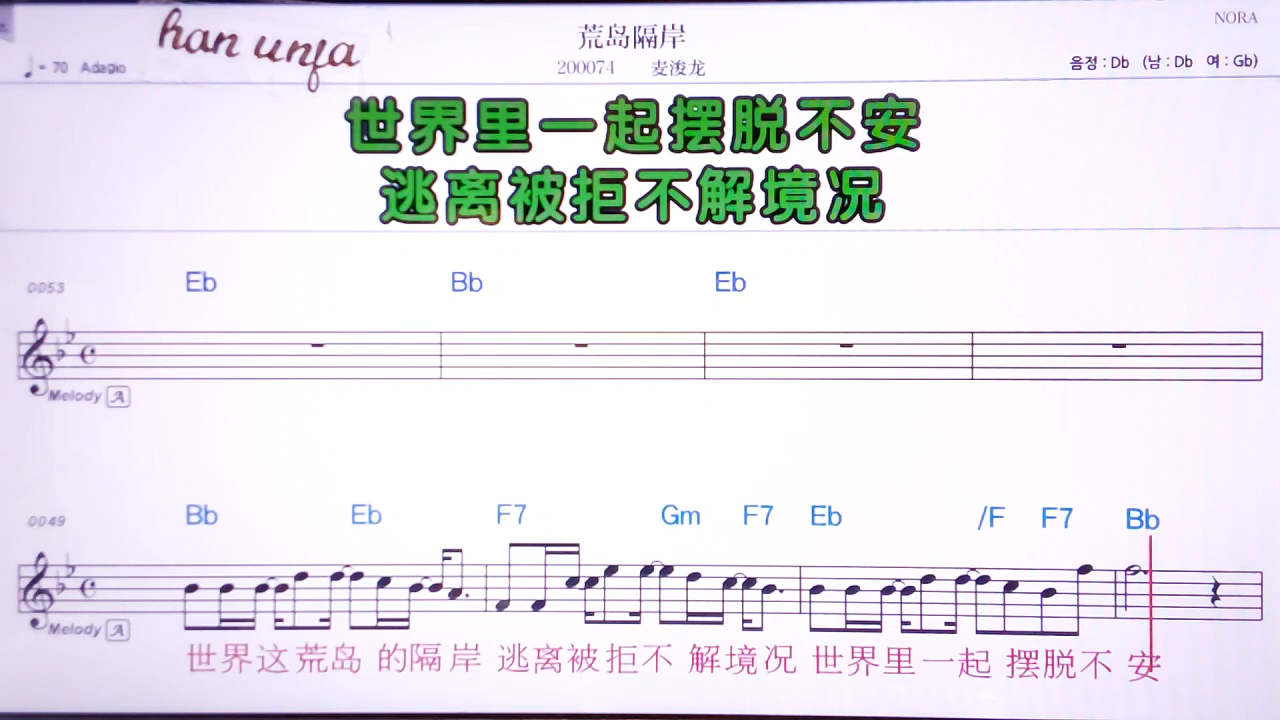 han unfa
荒岛隔岸
NORA
♩= 70 Adagio
200074 麦浚龙
음정 : Db (남 : Db 여 : Gb)
世界里一起摆脱不安
逃离被拒不解境况
0053
Eb Bb Eb
Melody A
0049
Bb Eb F7 Gm F7 Eb /F F7 Bb
Melody A
世界这荒岛 的隔岸 逃离被拒不 解境况 世界里一起 摆脱不 安